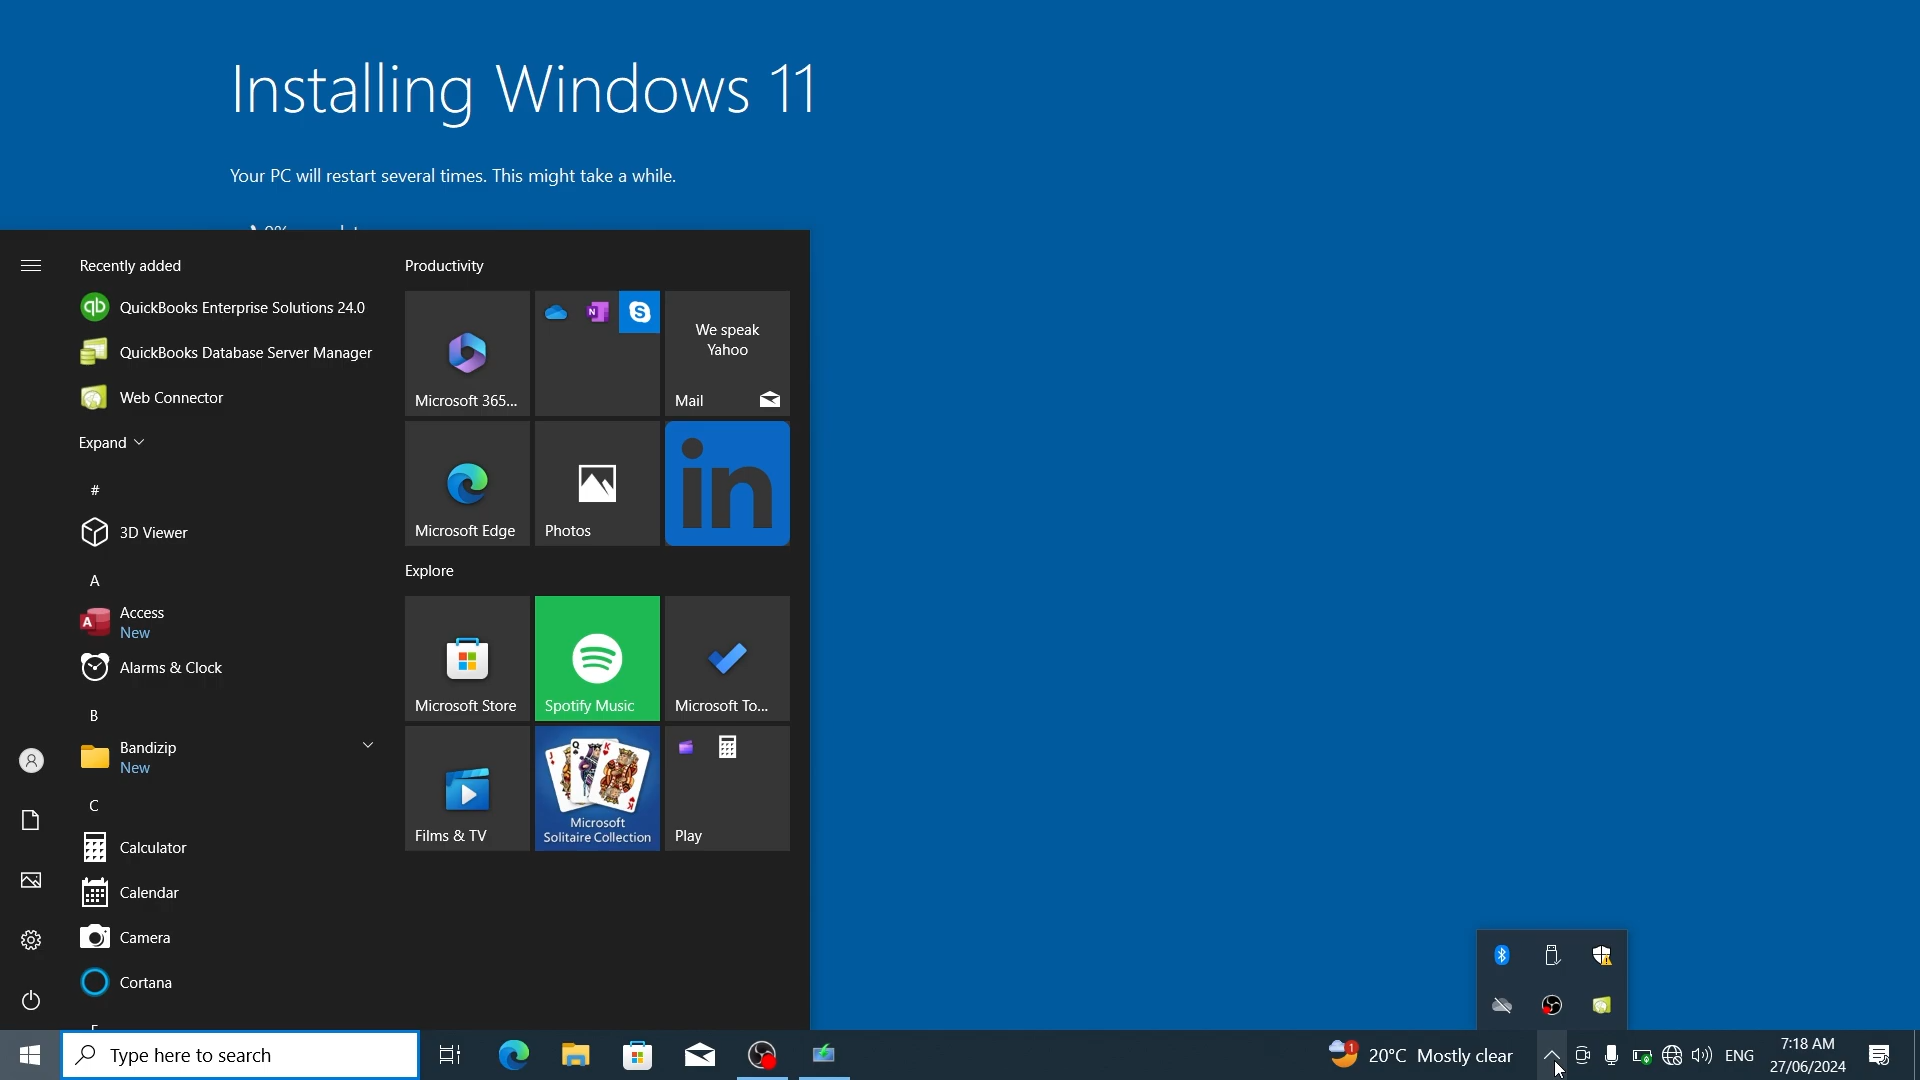 Installing Windows 11
Your PC will restart several times. This might take a while.
Recently added
QuickBooks Enterprise Solutions 24.0
QuickBooks Database Server Manager
Web Connector
Expand
#
3D Viewer
A
Access
New
Alarms & Clock
B
Bandizip
New
C
Calculator
Calendar
Camera
Cortana
Productivity
Microsoft 365...
We speak
Yahoo
Mail
Microsoft Edge
Photos
in
Explore
Microsoft Store
Spotify Music
Microsoft To...
Films & TV
Microsoft
Solitaire Collection
Play
Type here to search
1
20°C Mostly clear
ENG
7:18 AM
27/06/2024